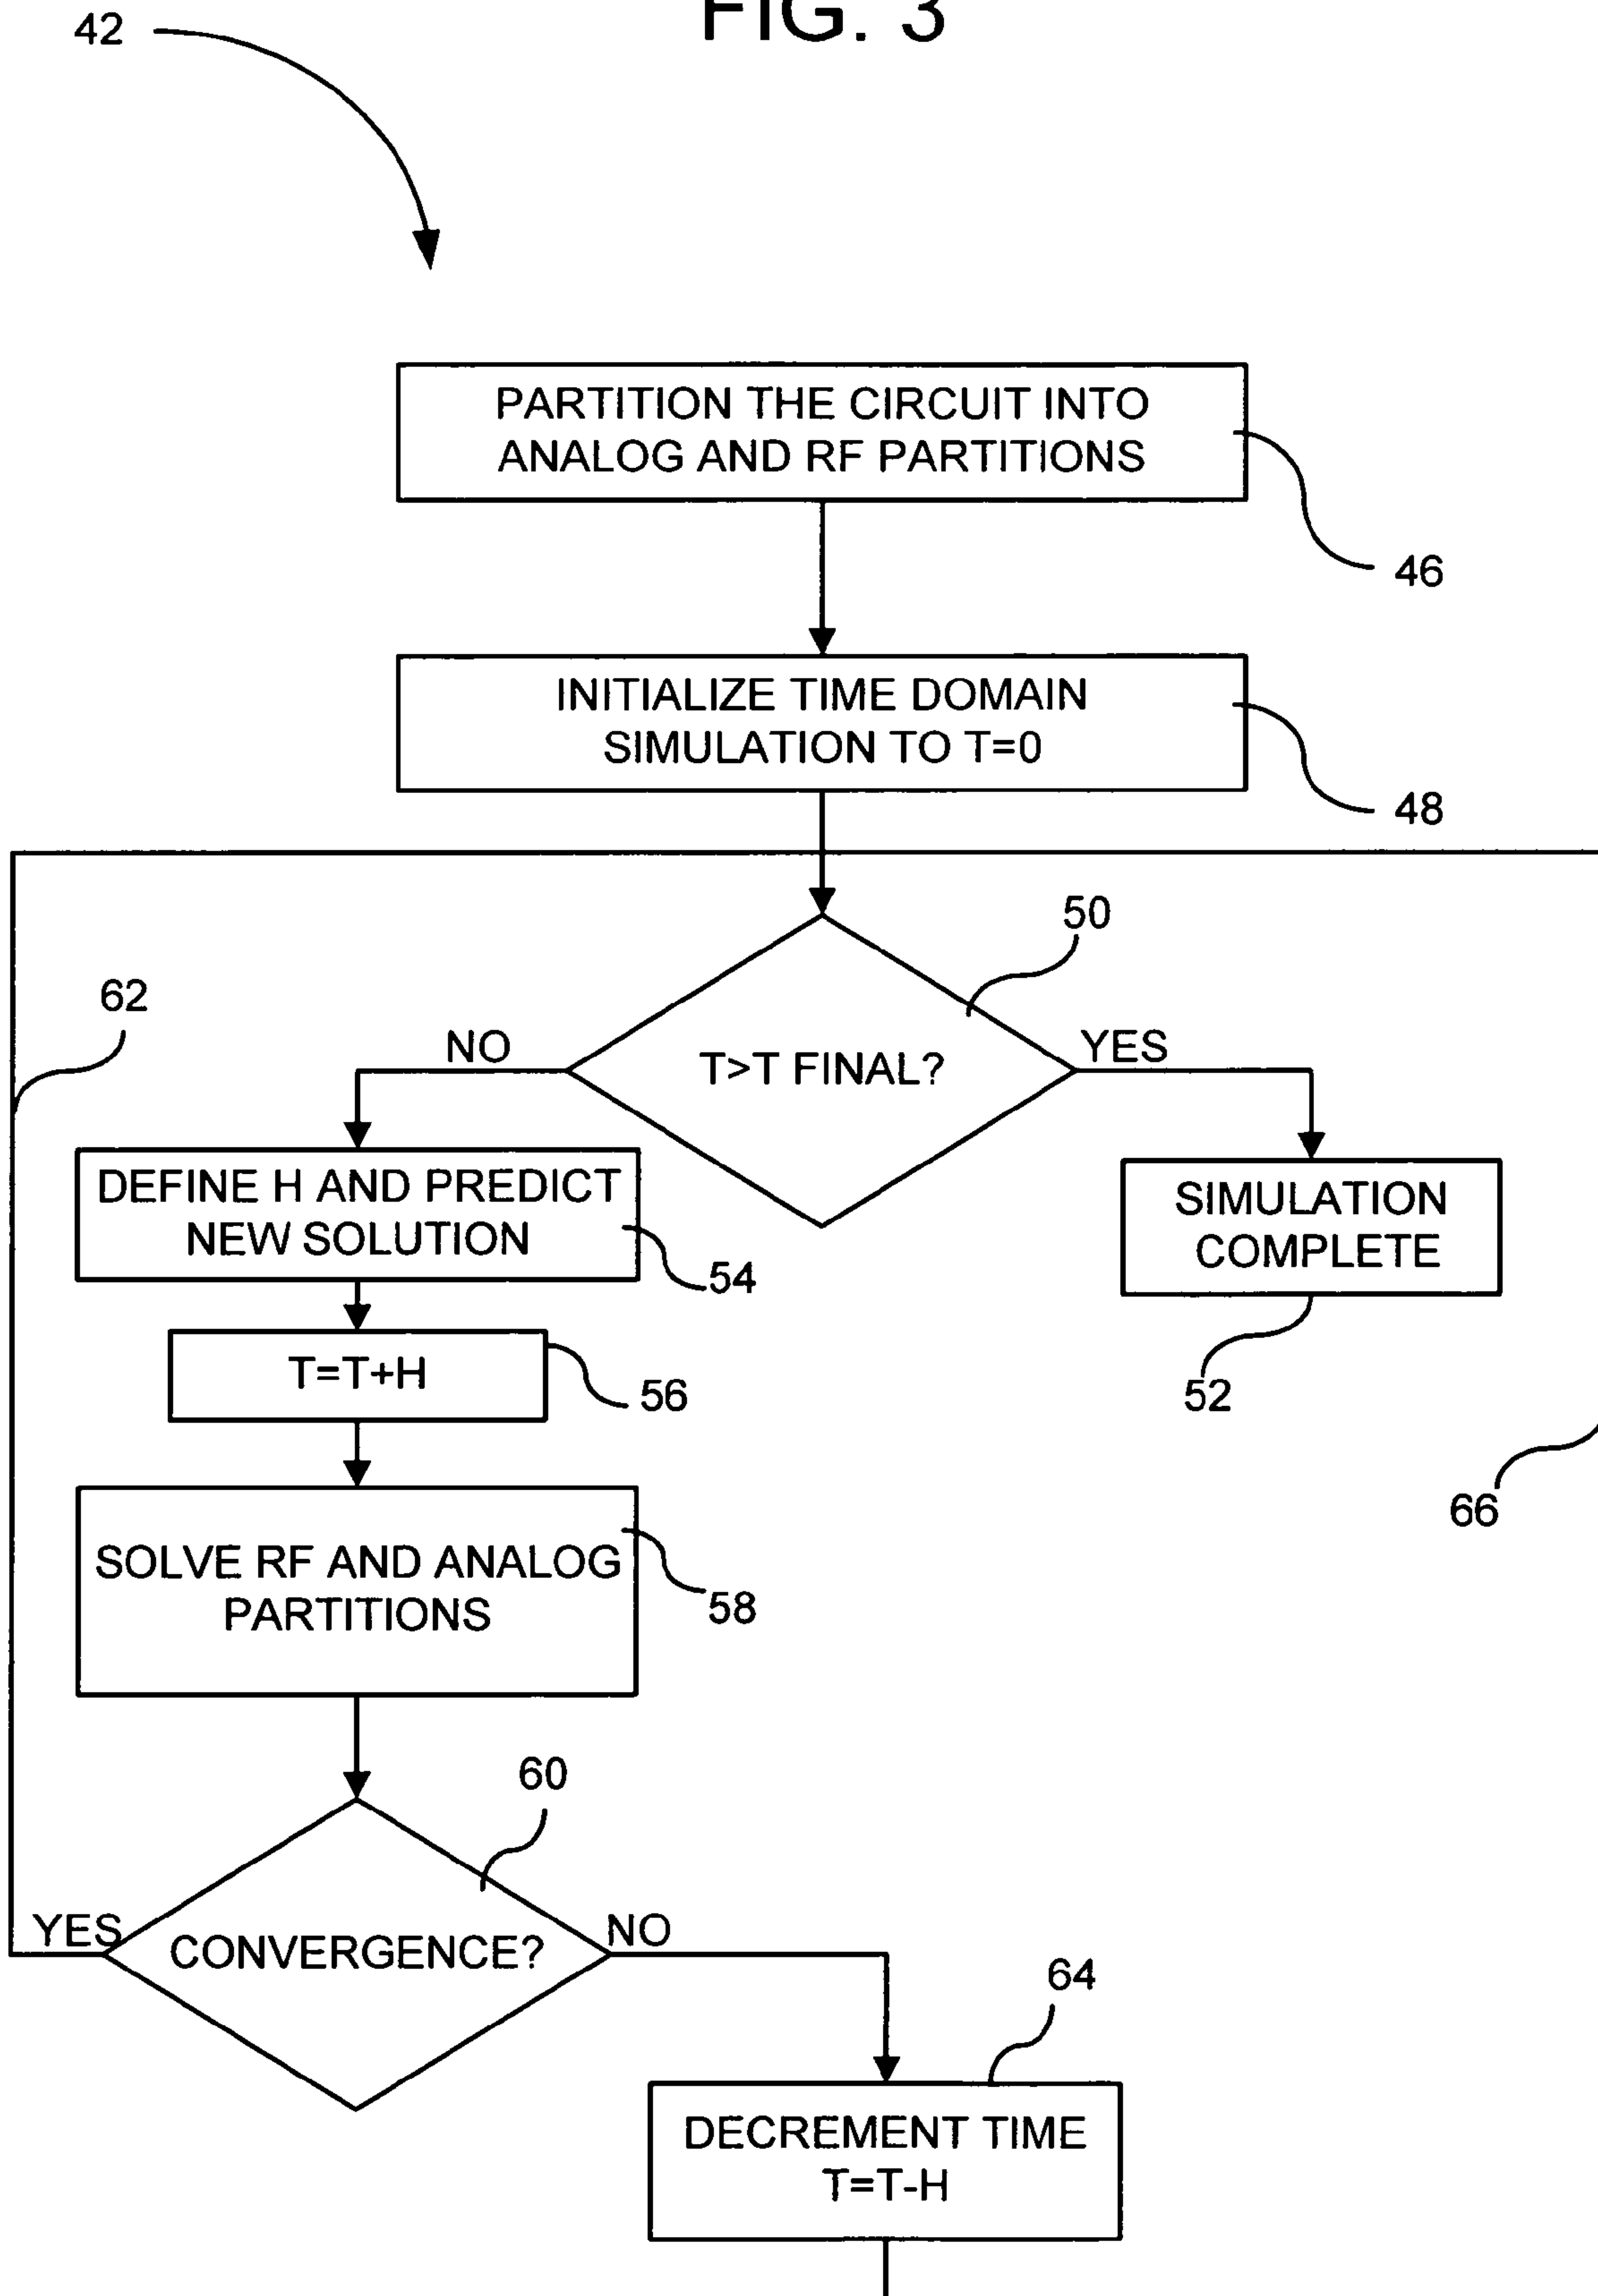 FIG. 3
42
PARTITION THE CIRCUIT INTO
ANALOG AND RF PARTITIONS
46
INITIALIZE TIME DOMAIN
SIMULATION TO T=0
48
50
62
NO
T>T FINAL?
YES
DEFINE H AND PREDICT
NEW SOLUTION
54
SIMULATION
COMPLETE
52
T=T+H
56
66
SOLVE RF AND ANALOG
PARTITIONS
58
60
YES
CONVERGENCE?
NO
64
DECREMENT TIME
T=T-H